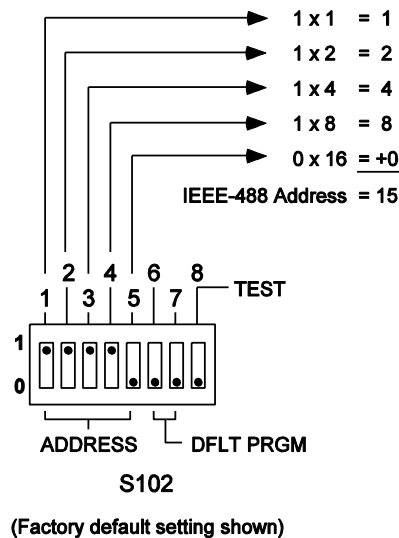 1 x 1 = 1
1 x 2 = 2
1 x 4 = 4
1 x 8 = 8
0 x 16 = +0
IEEE-488 Address = 15
2 4 6 8
TEST
1 3 5 7
1
0
ADDRESS DFLT PRGM
S102
(Factory default setting shown)